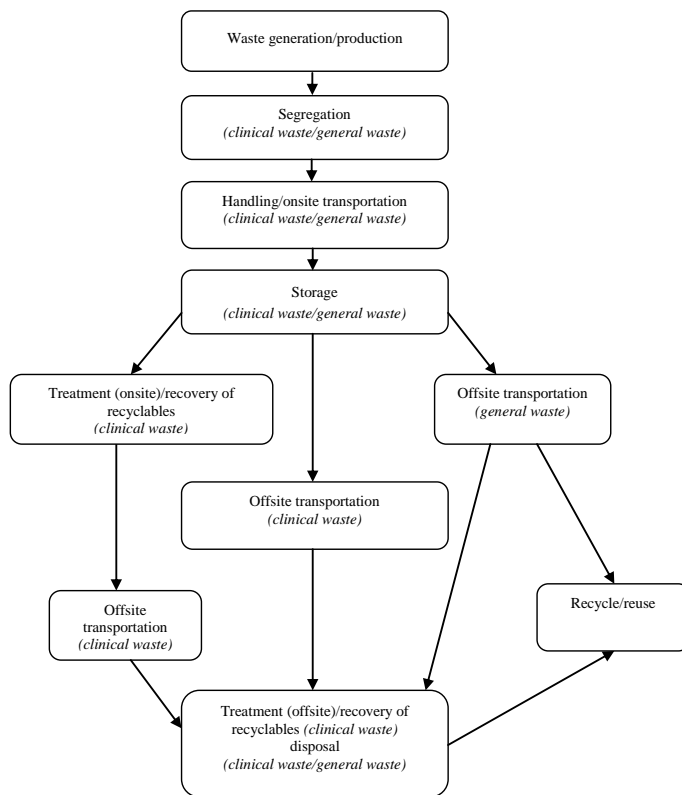 Waste generation/production
Segregation
(clinical waste/general waste)
Handling/onsite transportation
(clinical waste/general waste)
Storage
(clinical waste/general waste)
Treatment (onsite)/recovery of
recyclables
(clinical waste)
Offsite transportation
(general waste)
Offsite transportation
(clinical waste)
Offsite
transportation
(clinical waste)
Recycle/reuse
Treatment (offsite)/recovery of
recyclables (clinical waste)
disposal
(clinical waste/general waste)